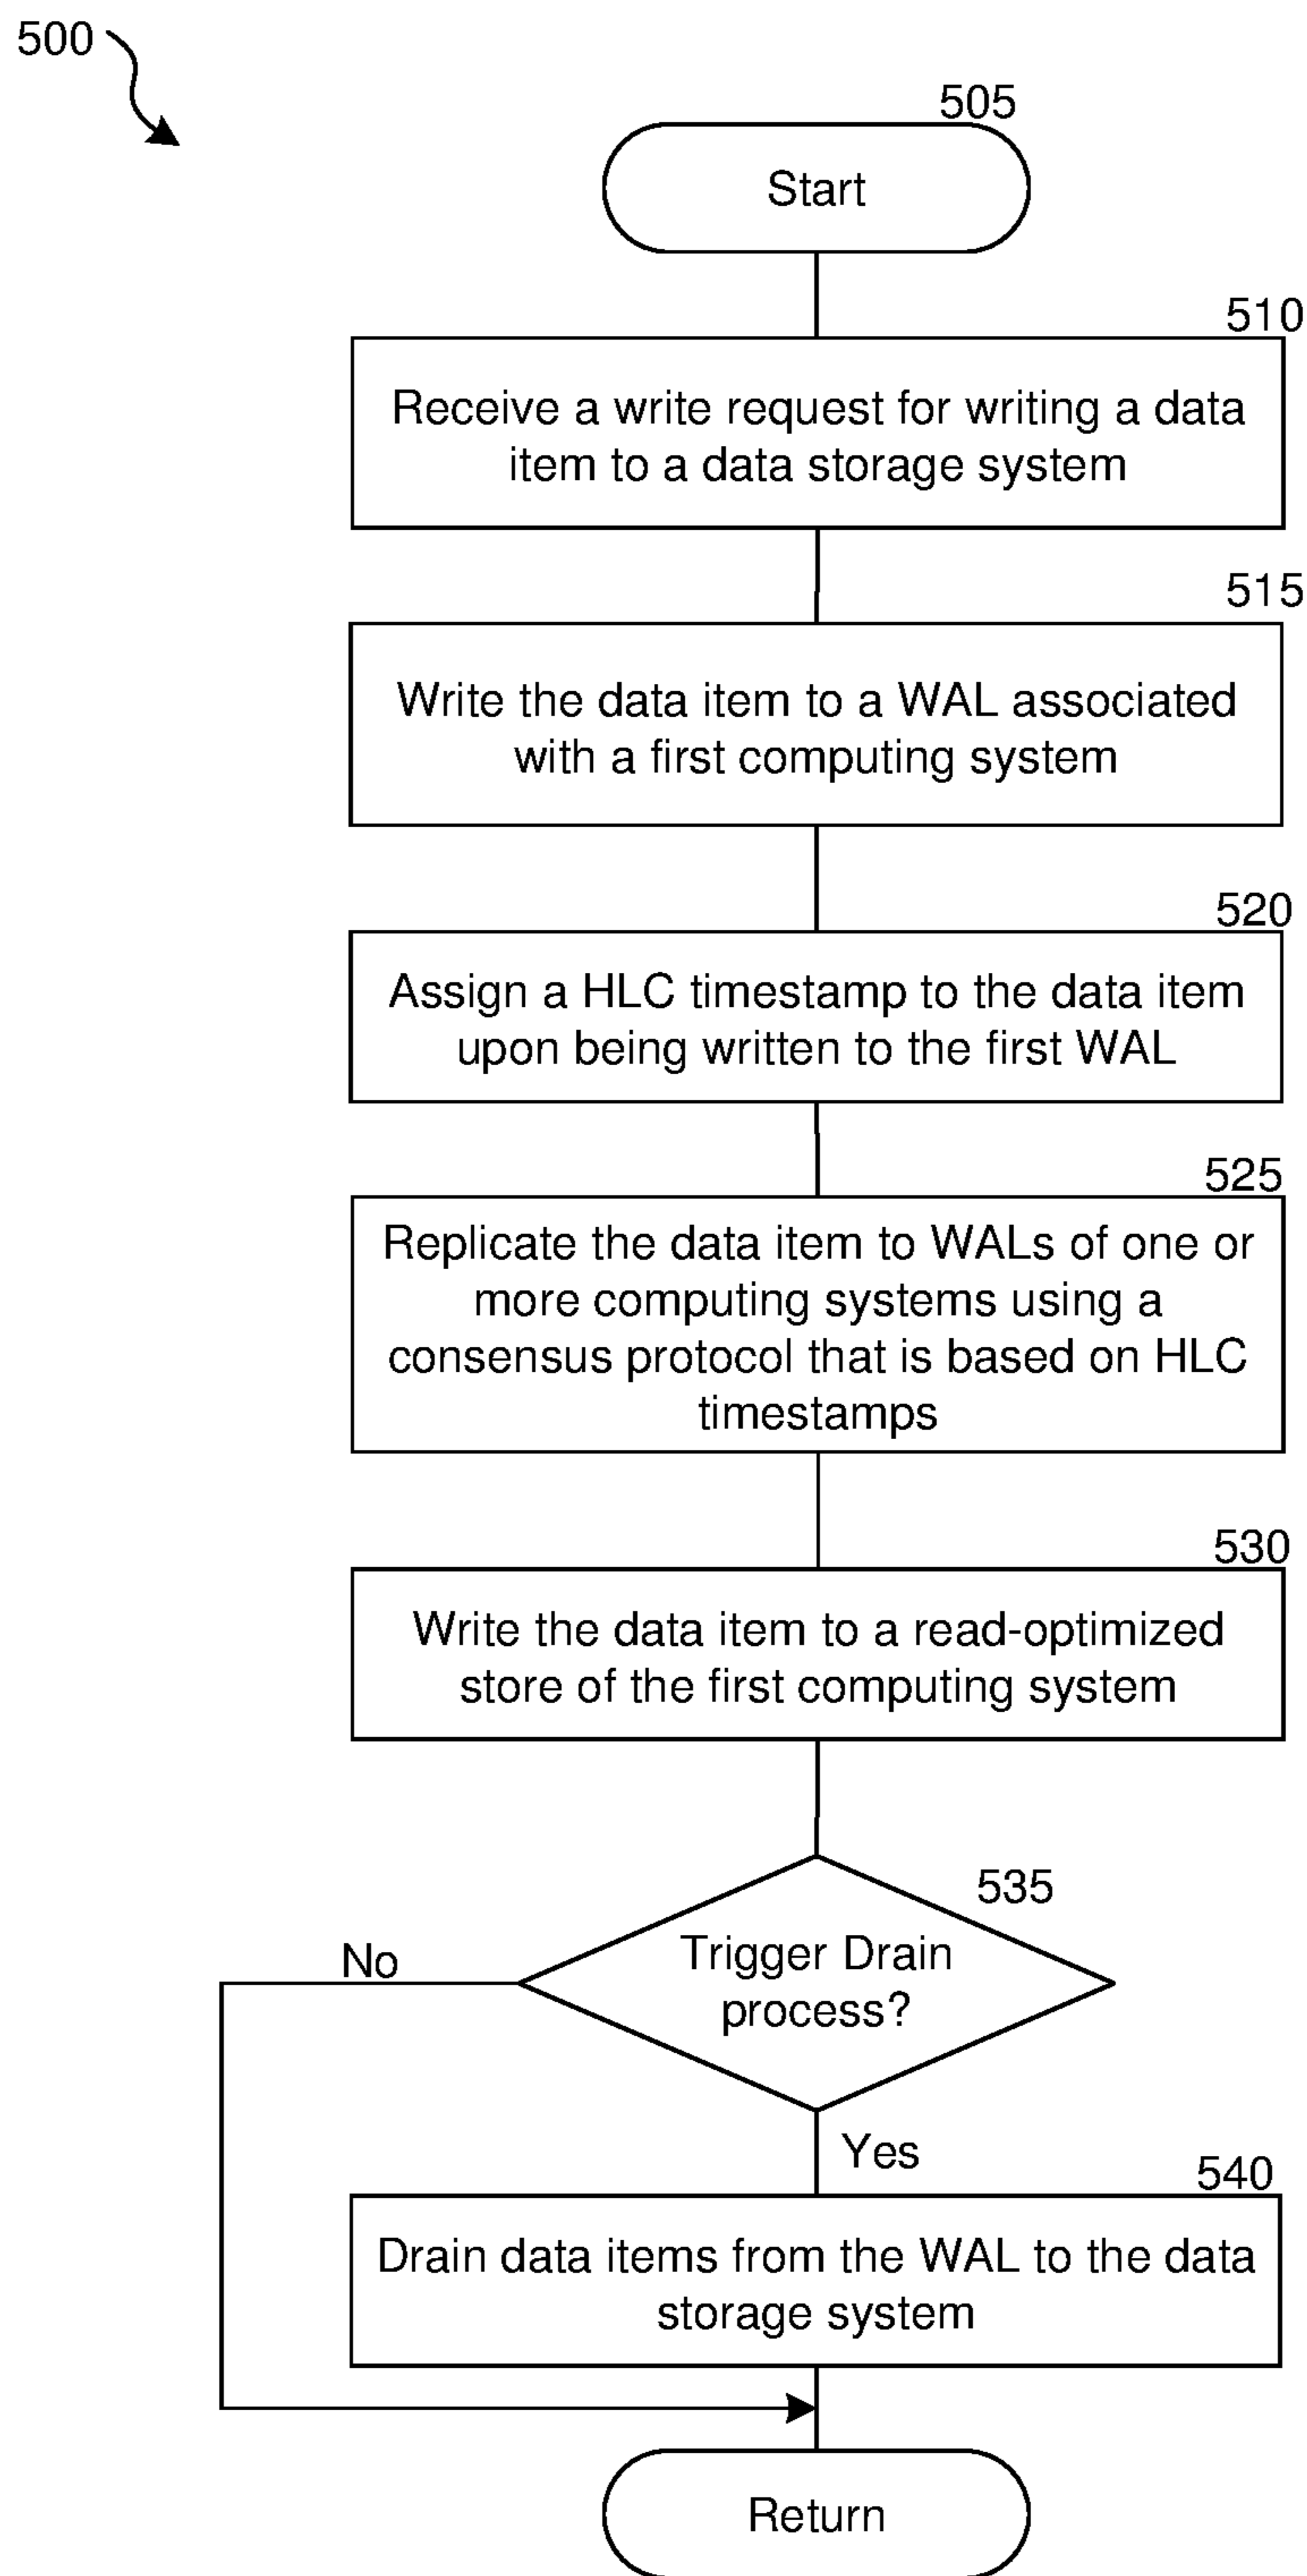 500
505
Start
510
Receive a write request for writing a data
item to a data storage system
515
Write the data item to a WAL associated
with a first computing system
520
Assign a HLC timestamp to the data item
upon being written to the first WAL
525
Replicate the data item to WALs of one or
more computing systems using a
consensus protocol that is based on HLC
timestamps
530
Write the data item to a read-optimized
store of the first computing system
535
Trigger Drain
process?
No
Yes
540
Drain data items from the WAL to the data
storage system
Return